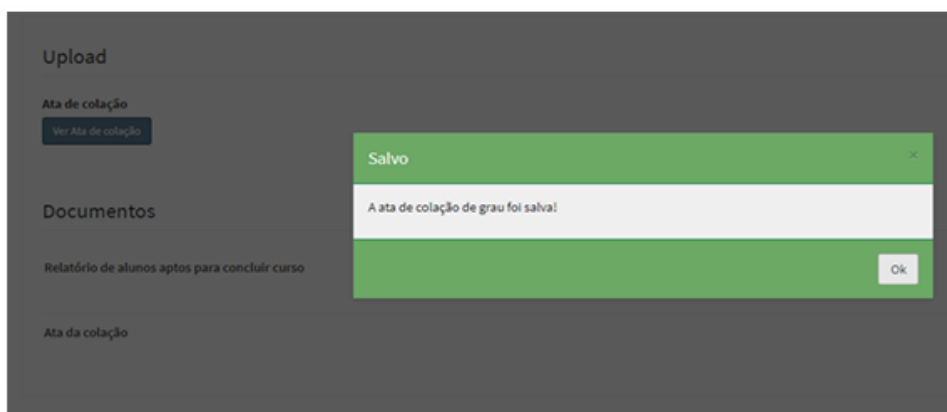 Upload
Ata de colação
Ver Ata de colação
Salvo
×
A ata de colação de grau foi salva!
Documentos
Relatório de alunos aptos para concluir curso
Ok
Ata da colação